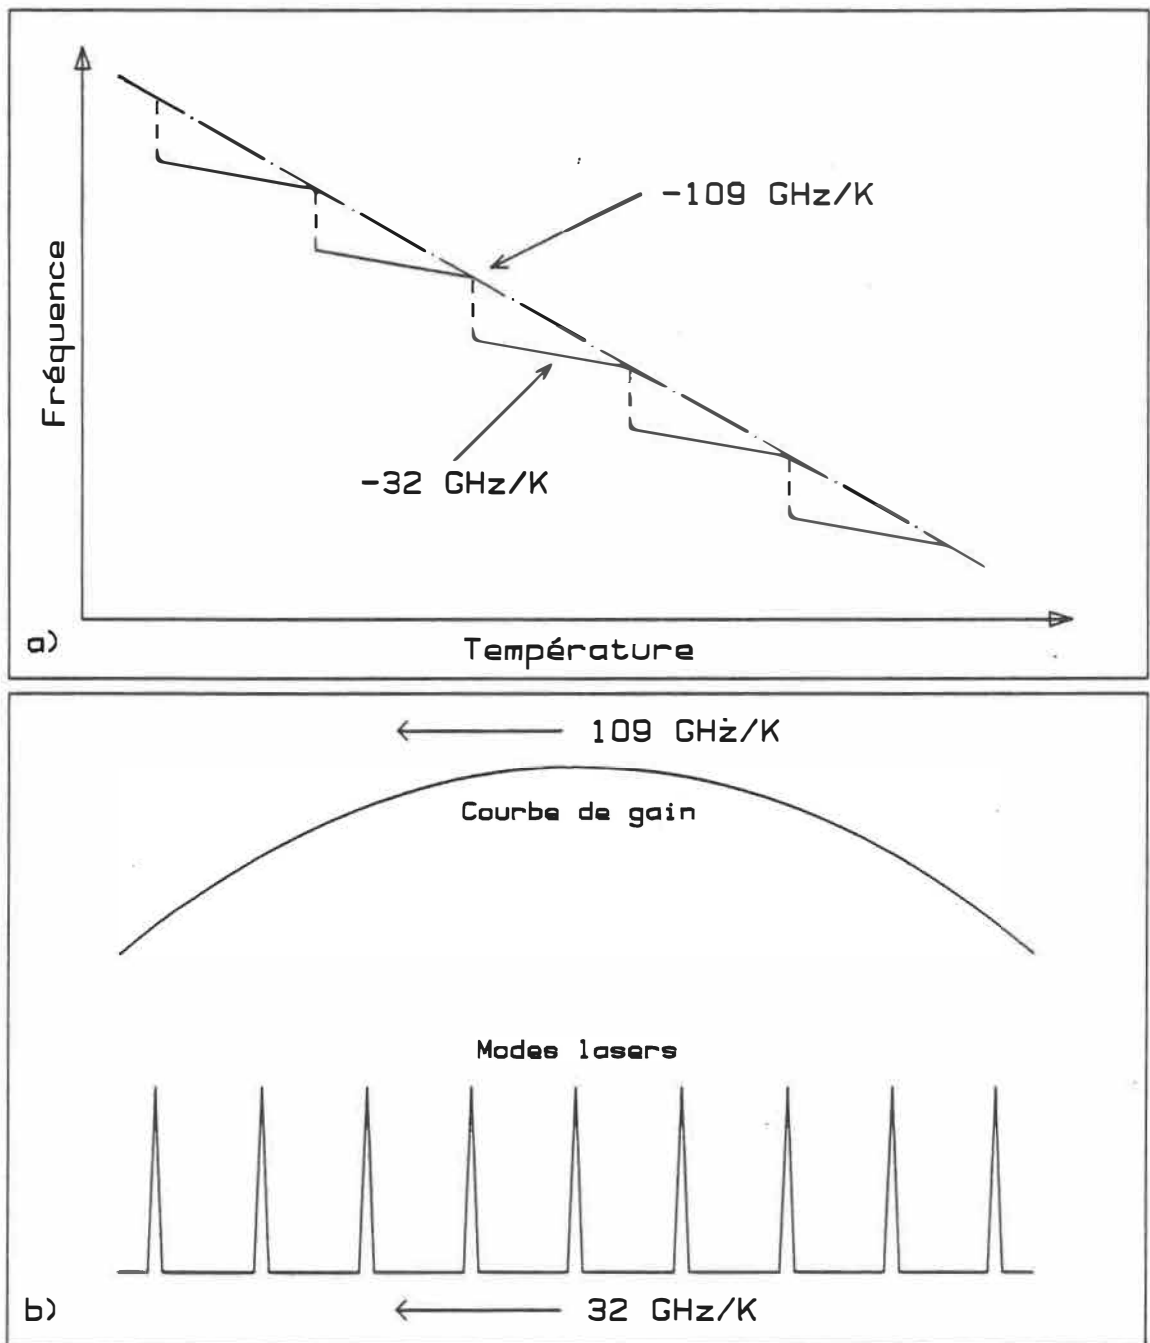 -109 GHz/K
Fréquence
-32 GHz/K
a)
Température
109 GHz/K
Courbe de gain
Modes lasers
b)
32 GHz/K